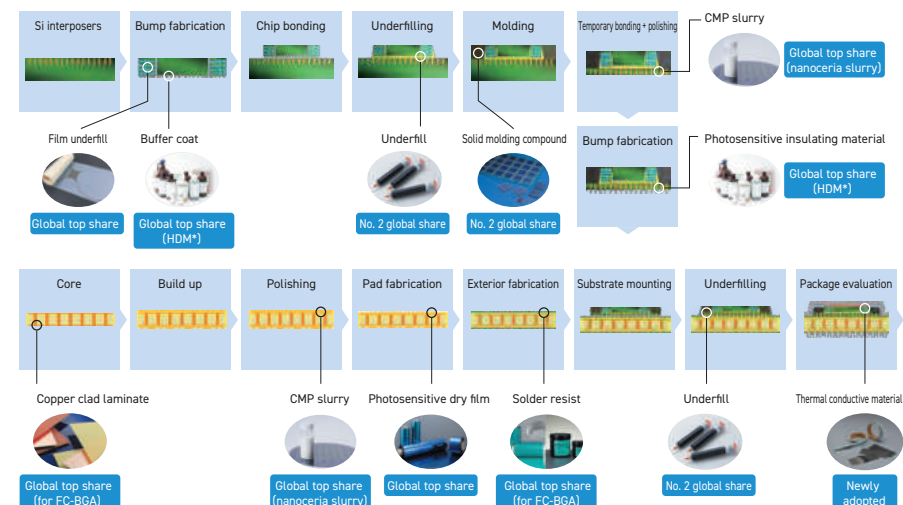 Si interposers
Bump fabrication
Chip bonding
Underfilling
Molding
Temporary bonding + polishing
CMP slurry
Global top share
(nanoceria slurry)
Film underfill
Buffer coat
Underfill
Solid molding compound
Bump fabrication
Photosensitive insulating material
Global top share
Global top share
(HDM*)
No. 2 global share
No. 2 global share
Global top share
(HDM*)
Core
Build up
Polishing
Pad fabrication
Exterior fabrication
Substrate mounting
Underfilling
Package evaluation
Copper clad laminate
CMP slurry
Photosensitive dry film
Solder resist
Underfill
Thermal conductive material
Global top share
(for FC-BGA)
Global top share
(nanoceria slurry)
Global top share
Global top share
(for FC-BGA)
No. 2 global share
Newly
adopted